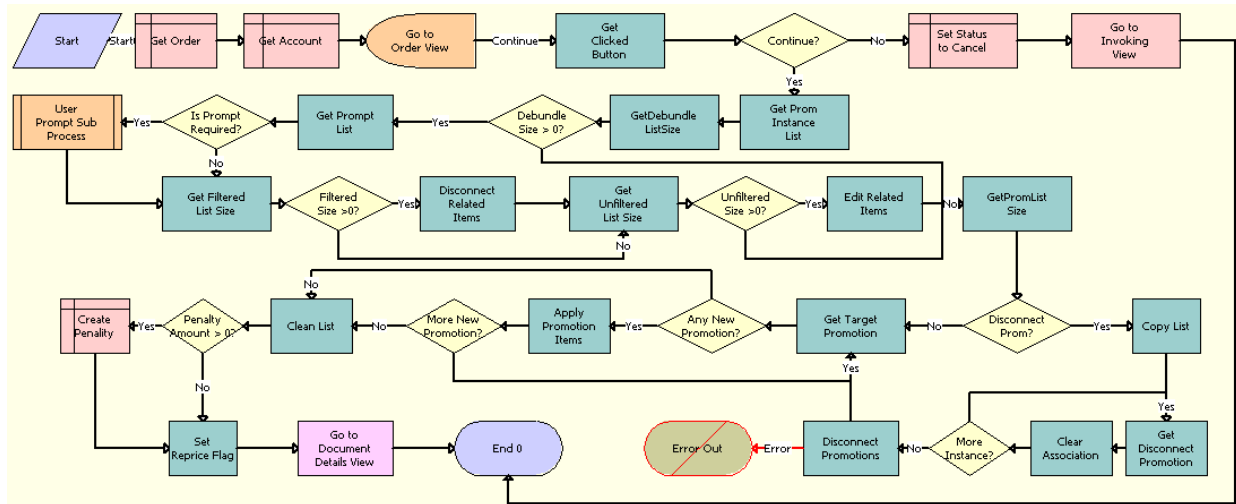 Start
Start
Get Order
Get Account
Go to
Order View
Continue
Get
Clicked
Button
Continue?
No
Set Status
to Cancel
Go to
Invoking
View
Yes
User
Prompt Sub
Process
Yes
Is Prompt
Required?
Get Prompt
List
Yes
Debundle
Size > 0?
GetDebundle
ListSize
Get Prom
Instance
List
No
Get Filtered
List Size
Filtered
Size >0?
Yes
Disconnect
Related
Items
Get
Unfiltered
List Size
Unfiltered
Size >0?
Yes
Edit Related
Items
No
GetPromList
Size
No
No
Create
Penality
Yes
Penalty
Amount > 0?
Clean List
No
More New
Promotion?
Apply
Promotion
Items
Yes
Any New
Promotion?
Get Target
Promotion
No
Disconnect
Prom?
Yes
Copy List
No
Yes
Yes
Set
Reprice Flag
Go to
Document
Details View
End 0
Error Out
Error
Disconnect
Promotions
No
More
Instance?
Clear
Association
Get
Disconnect
Promotion